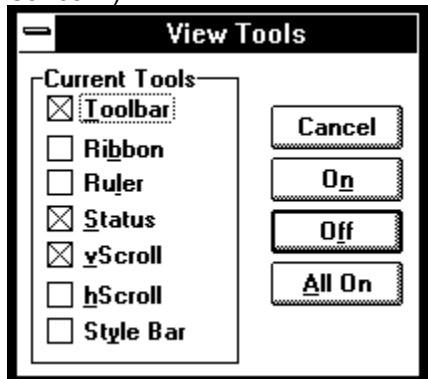 View Tools
Current Tools
Toolbar
Ribbon
Ruler
Status
vScroll
hScroll
Style Bar
Cancel
On
Off
All On